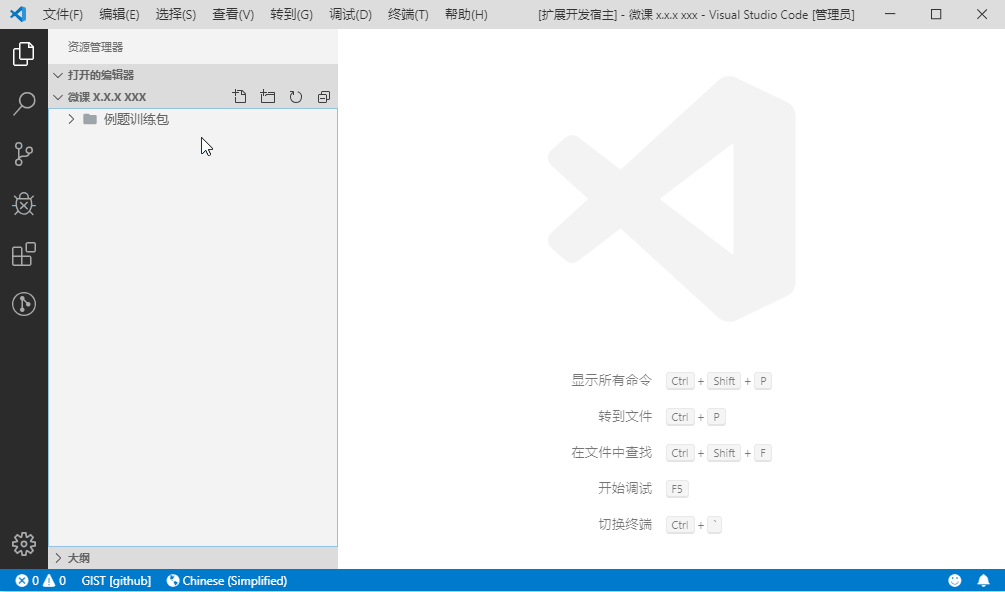 文件(F) 编辑(E) 选择(S) 查看(V) 转到(G) 调试(D) 终端(T) 帮助(H) [扩展开发宿主] - 微课 x.x.x xxx - Visual Studio Code [管理员]
资源管理器
打开的编辑器
微课 X.X.X XXX
例题训练包
显示所有命令 Ctrl + Shift + P
转到文件 Ctrl + P
在文件中查找 Ctrl + Shift + F
开始调试 F5
切换终端 Ctrl + `
大纲
0 0 GIST [github] Chinese (Simplified)